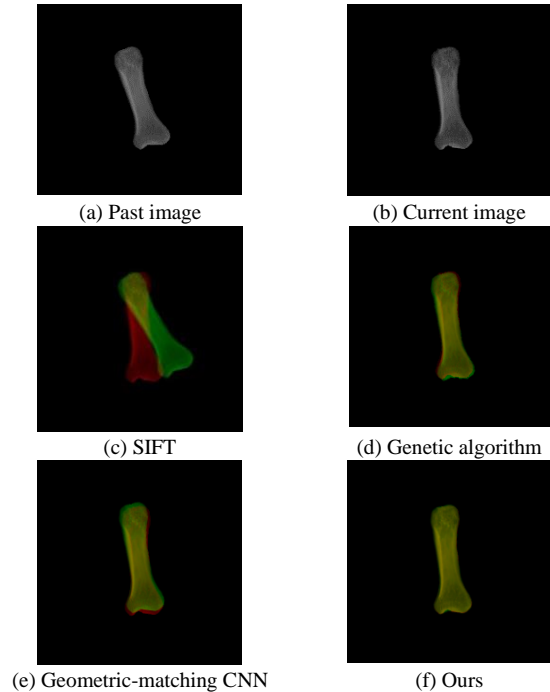 (a) Past image
(b) Current image
(c) SIFT
(d) Genetic algorithm
(e) Geometric-matching CNN
(f) Ours